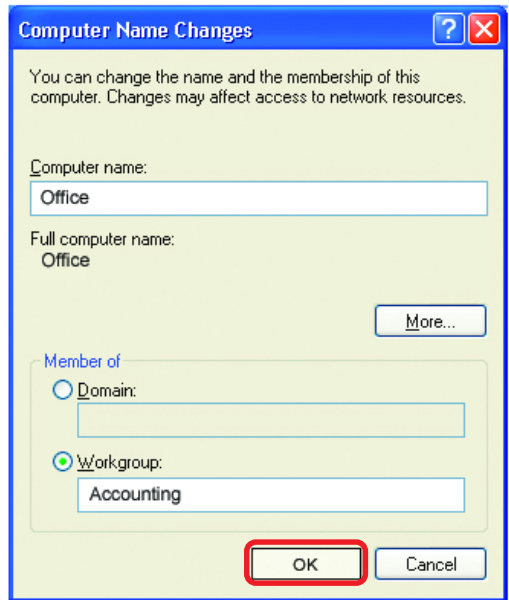 Computer Name Changes
You can change the name and the membership of this
computer. Changes may affect access to network resources.
Computer name:
Office
Full computer name:
Office
More...
Member of
Domain:
Workgroup:
Accounting
OK Cancel